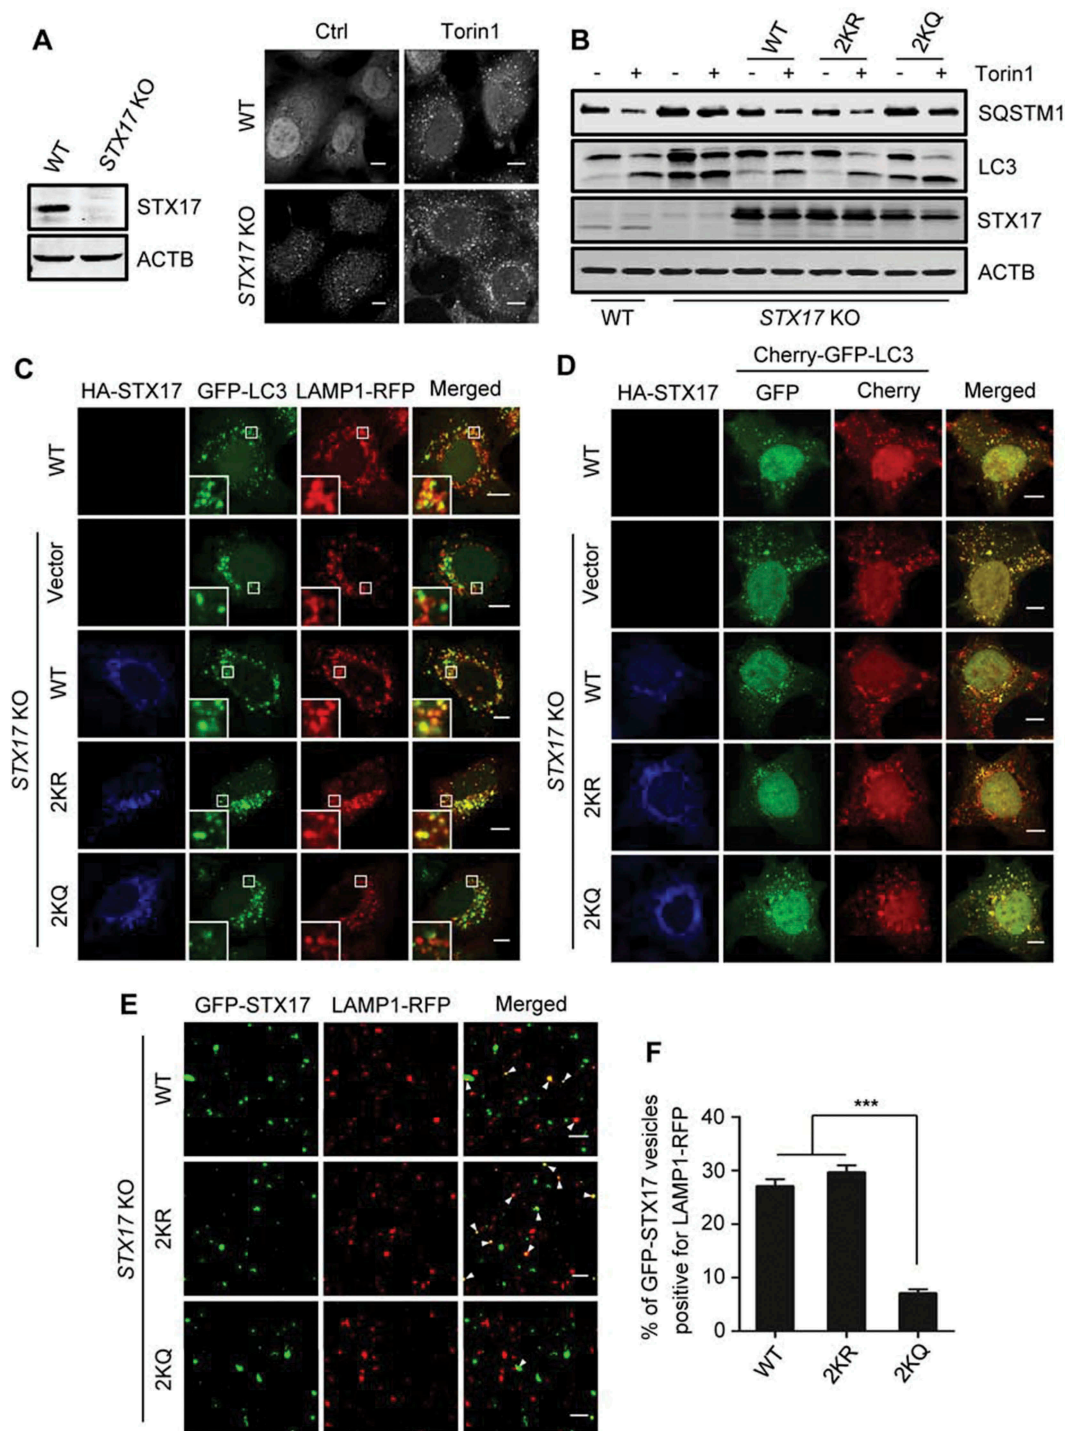 A
Ctrl
Torin1
WT
STX17 KO
STX17
ACTB
WT
STX17 KO
B
WT
2KR
2KQ
- + - + - + - + - +
Torin1
SQSTM1
LC3
STX17
ACTB
WT
STX17 KO
C
HA-STX17
GFP-LC3
LAMP1-RFP
Merged
WT
Vector
WT
2KR
2KQ
STX17 KO
D
Cherry-GFP-LC3
HA-STX17
GFP
Cherry
Merged
WT
Vector
WT
2KR
2KQ
STX17 KO
E
GFP-STX17
LAMP1-RFP
Merged
WT
2KR
2KQ
STX17 KO
F
% of GFP-STX17 vesicles
positive for LAMP1-RFP
40
30
20
10
0
***
WT
2KR
2KQ